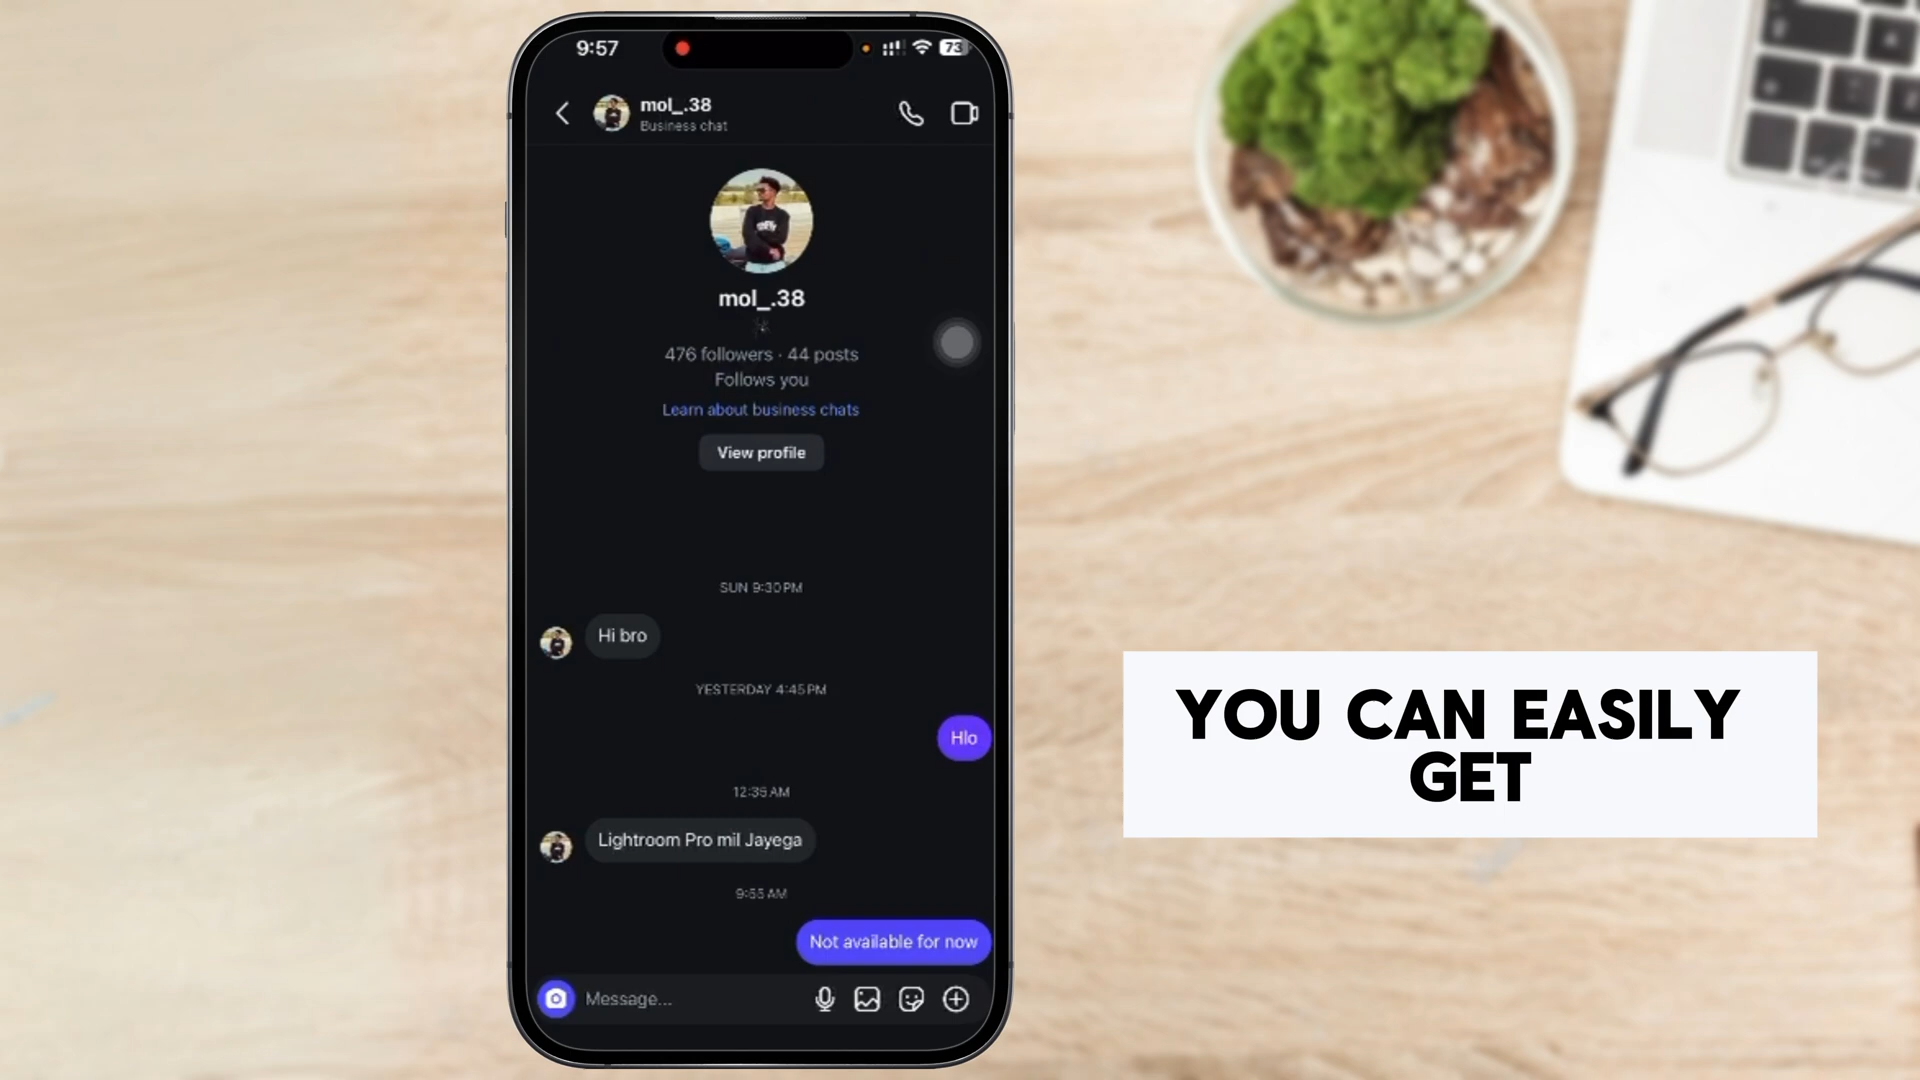 9:57
73
mol_.38
Business chat
mol_.38
476 followers · 44 posts
Follows you
Learn about business chats
View profile
SUN 9:30 PM
Hi bro
YESTERDAY 4:45 PM
Hlo
12:35 AM
Lightroom Pro mil Jayega
9:55 AM
Not available for now
Message...
YOU CAN EASILY
GET